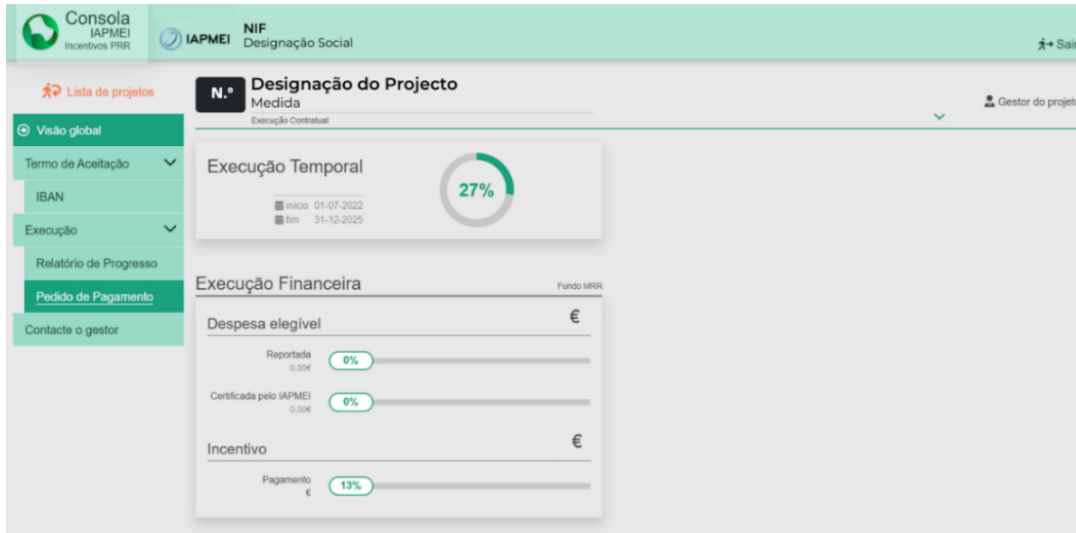 Consola
IAPMEI
Incentivos PRR
IAPMEI
NIF
Designação Social
Sair
Lista de projetos
Visão global
Termo de Aceitação
IBAN
Execução
Relatório de Progresso
Pedido de Pagamento
Contacte o gestor
N.º
Designação do Projecto
Medida
Execução Contratual
Gestor do projet
Execução Temporal
início 01-07-2022
fim 31-12-2025
27%
Execução Financeira
Fundo MRR
Despesa elegível €
Reportada
0,00€
0%
Certificada pelo IAPMEI
0,00€
0%
Incentivo €
Pagamento
€
13%